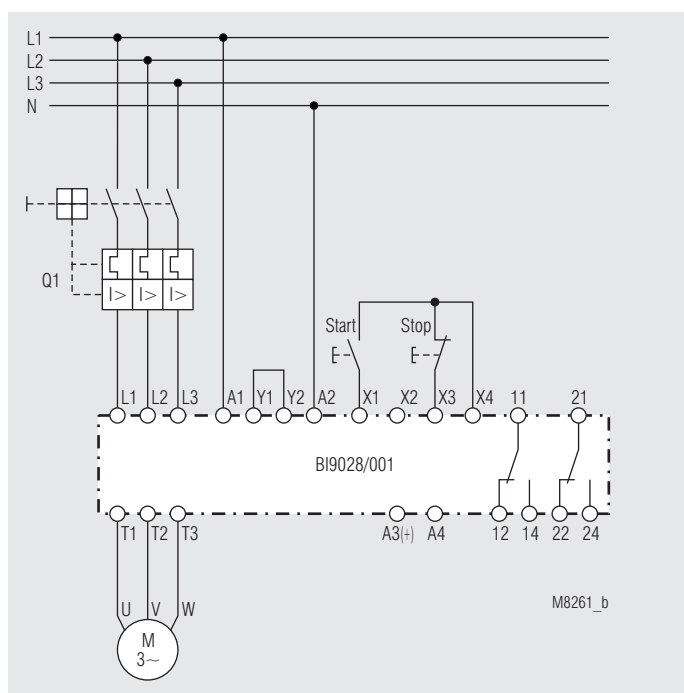 L1
L2
L3
N
Q1
I> I> I>
Start Stop
L1 L2 L3 A1 Y1 Y2 A2 X1 X2 X3 X4 11 21
BI9028/001
T1 T2 T3 A3(+) A4 12 14 22 24
M8261_b
U V W
M
3~